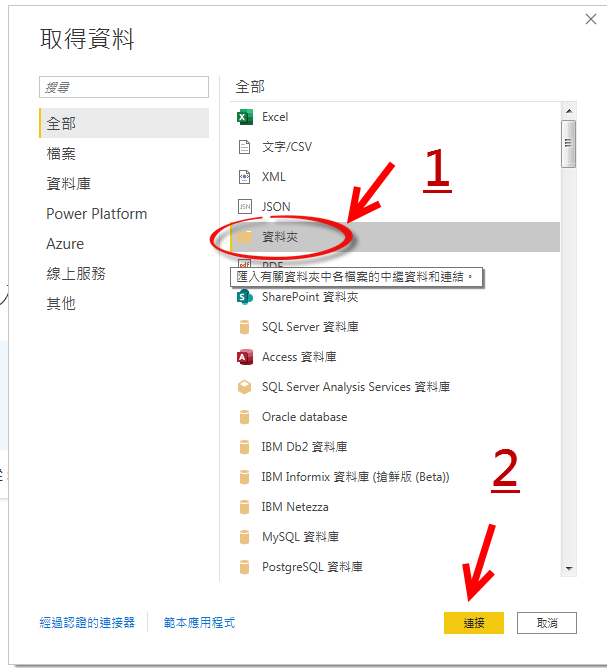 取得資料
搜尋
全部
檔案
資料庫
Power Platform
Azure
線上服務
其他
全部
Excel
文字/CSV
XML
JSON
資料夾
PDF
匯入有關資料夾中各檔案的中繼資料和連結。
SharePoint 資料夾
SQL Server 資料庫
Access 資料庫
SQL Server Analysis Services 資料庫
Oracle database
IBM Db2 資料庫
IBM Informix 資料庫 (搶鮮版 (Beta))
IBM Netezza
MySQL 資料庫
PostgreSQL 資料庫
1
2
經過認證的連接器
範本應用程式
連接
取消